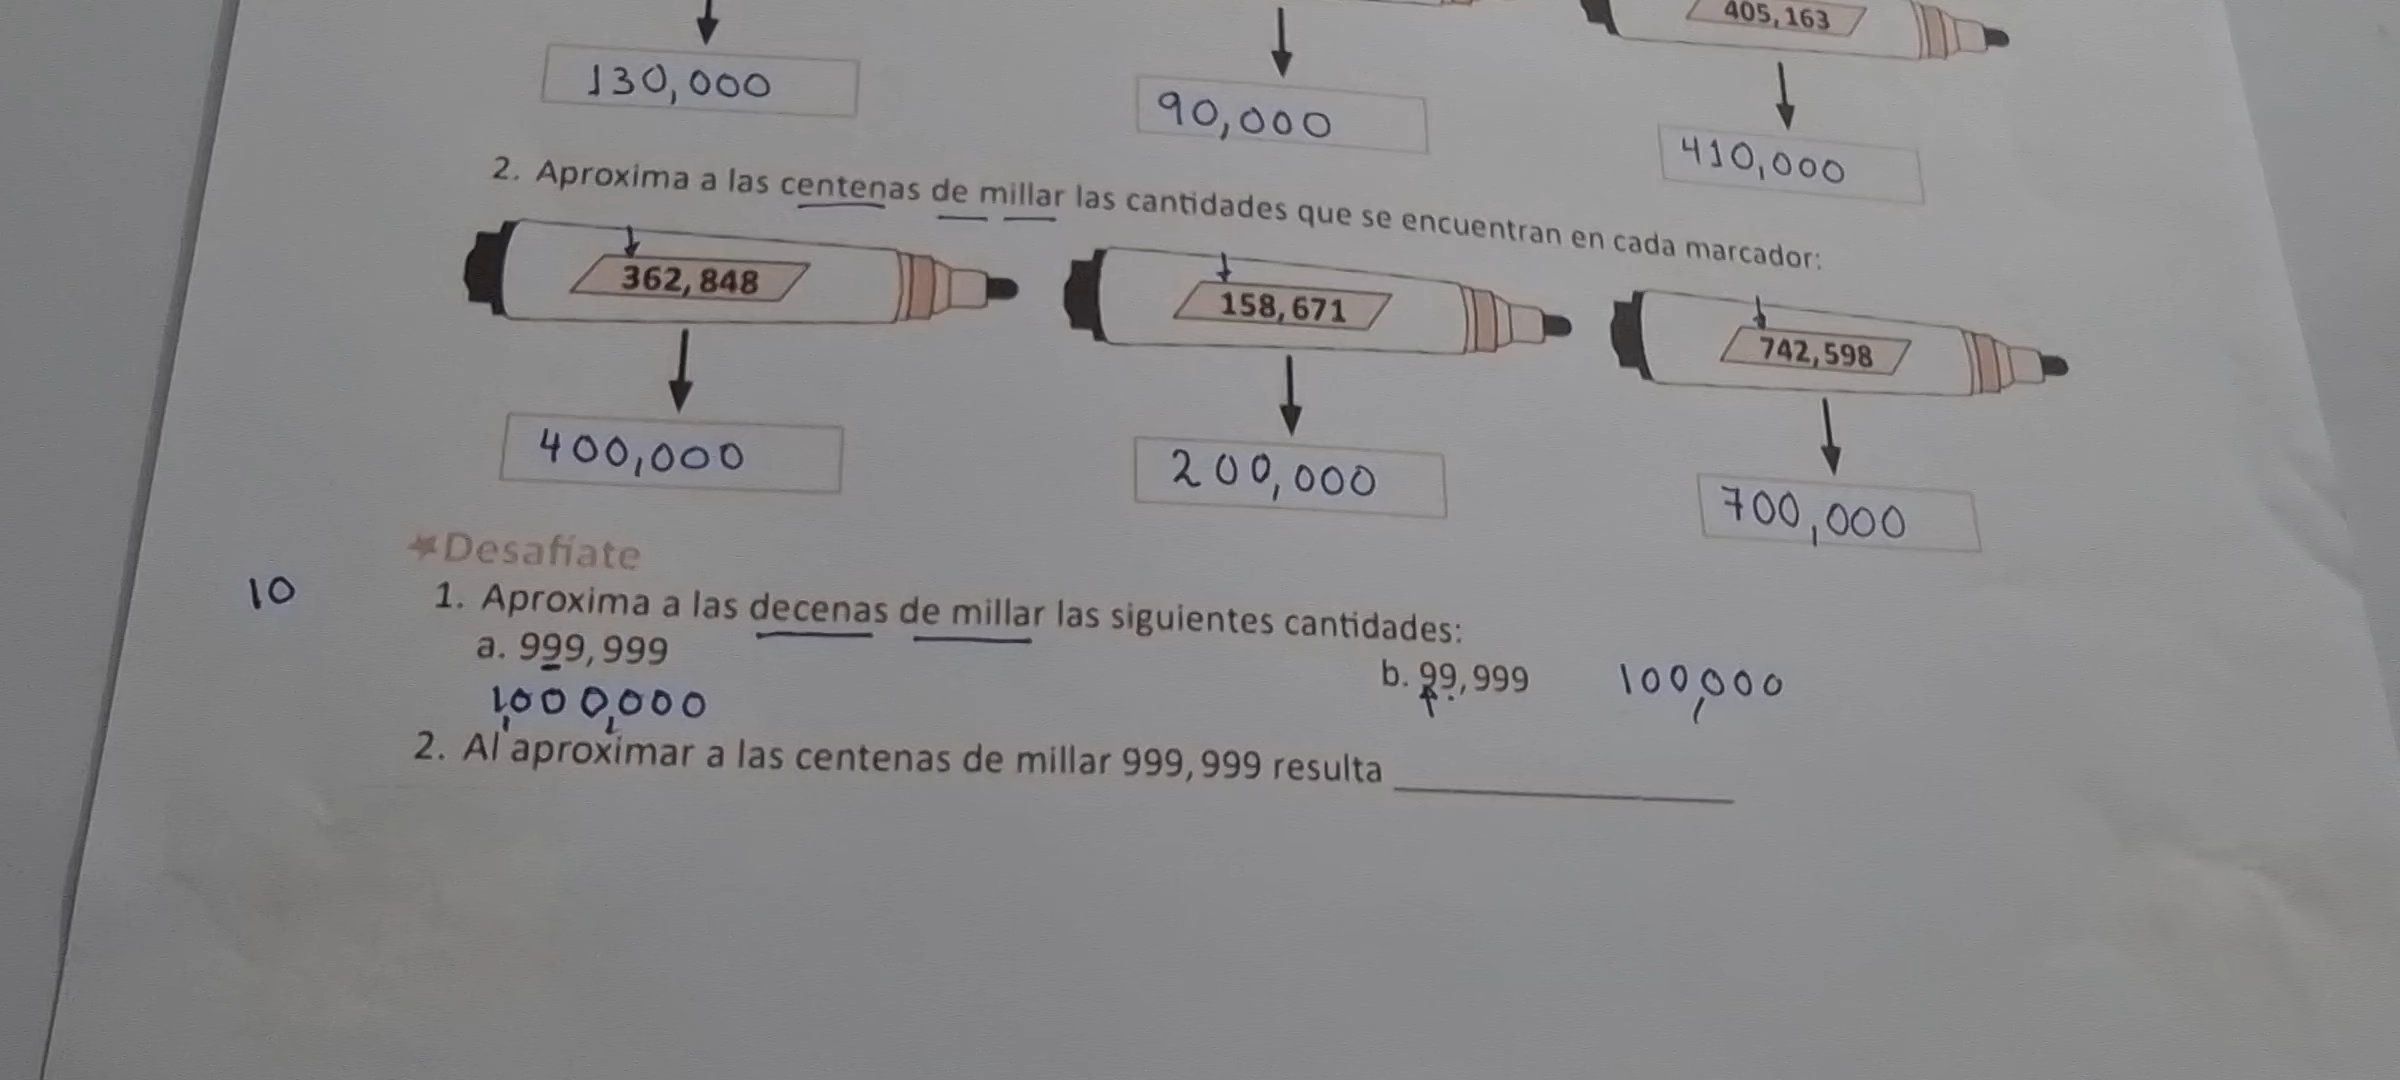 405,163
130,000
90,000
410,000
2. Aproxima a las centenas de millar las cantidades que se encuentran en cada marcador:
362,848
158,671
742,598
400,000
200,000
700,000
Desafíate
10
1. Aproxima a las decenas de millar las siguientes cantidades:
a. 999,999
b. 99,999 100,000
1,000,000
2. Al aproximar a las centenas de millar 999,999 resulta